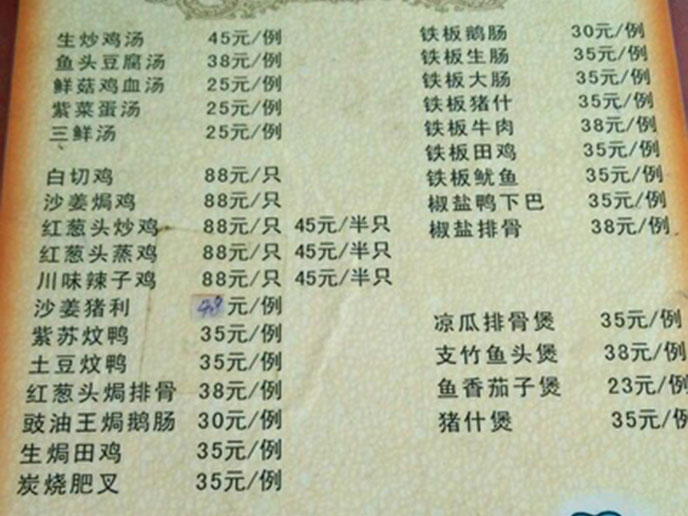 生炒鸡汤 45元/例
鱼头豆腐汤 38元/例
鲜菇鸡血汤 25元/例
紫菜蛋汤 25元/例
三鲜汤 25元/例
白切鸡 88元/只
沙姜焗鸡 88元/只
红葱头炒鸡 88元/只 45元/半只
红葱头蒸鸡 88元/只 45元/半只
川味辣子鸡 88元/只 45元/半只
沙姜猪利 48元/例
紫苏炆鸭 35元/例
土豆炆鸭 35元/例
红葱头焗排骨 38元/例
豉油王焗鹅肠 30元/例
生焗田鸡 35元/例
炭烧肥叉 35元/例
铁板鹅肠 30元/例
铁板生肠 35元/例
铁板大肠 35元/例
铁板猪什 35元/例
铁板牛肉 38元/例
铁板田鸡 35元/例
铁板鱿鱼 35元/例
椒盐鸭下巴 35元/例
椒盐排骨 38元/例
凉瓜排骨煲 35元/例
支竹鱼头煲 38元/例
鱼香茄子煲 23元/例
猪什煲 35元/例